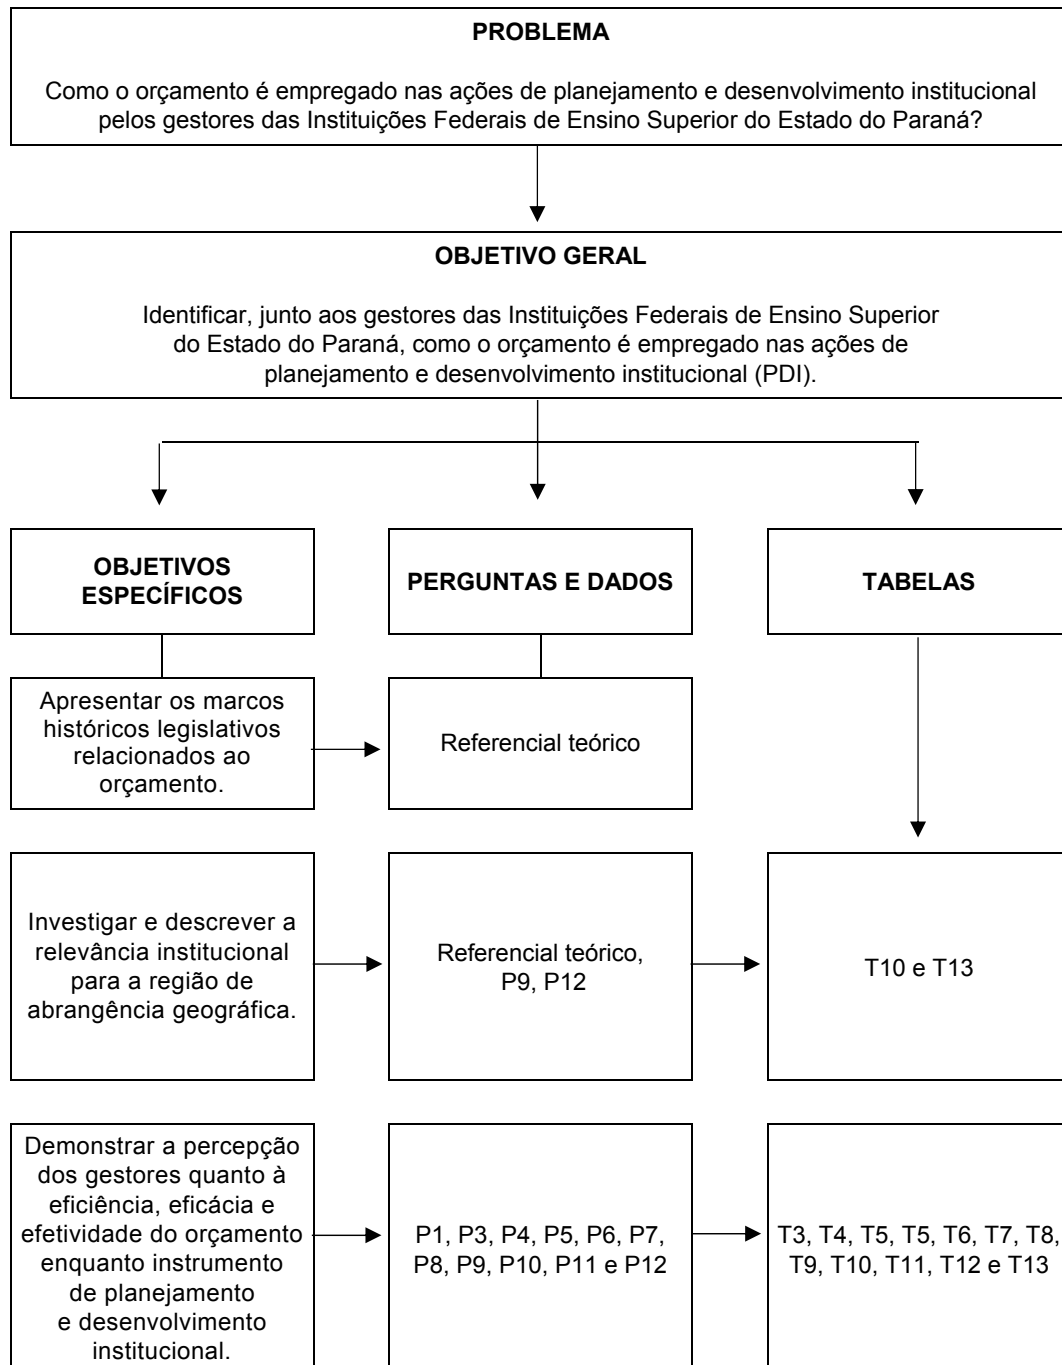 PROBLEMA
Como o orçamento é empregado nas ações de planejamento e desenvolvimento institucional
pelos gestores das Instituições Federais de Ensino Superior do Estado do Paraná?
OBJETIVO GERAL
Identificar, junto aos gestores das Instituições Federais de Ensino Superior
do Estado do Paraná, como o orçamento é empregado nas ações de
planejamento e desenvolvimento institucional (PDI).
OBJETIVOS
ESPECÍFICOS
PERGUNTAS E DADOS
TABELAS
Apresentar os marcos
históricos legislativos
relacionados ao
orçamento.
Referencial teórico
Investigar e descrever a
relevância institucional
para a região de
abrangência geográfica.
Referencial teórico,
P9, P12
T10 e T13
Demonstrar a percepção
dos gestores quanto à
eficiência, eficácia e
efetividade do orçamento
enquanto instrumento
de planejamento
e desenvolvimento
institucional.
P1, P3, P4, P5, P6, P7,
P8, P9, P10, P11 e P12
T3, T4, T5, T5, T6, T7, T8,
T9, T10, T11, T12 e T13